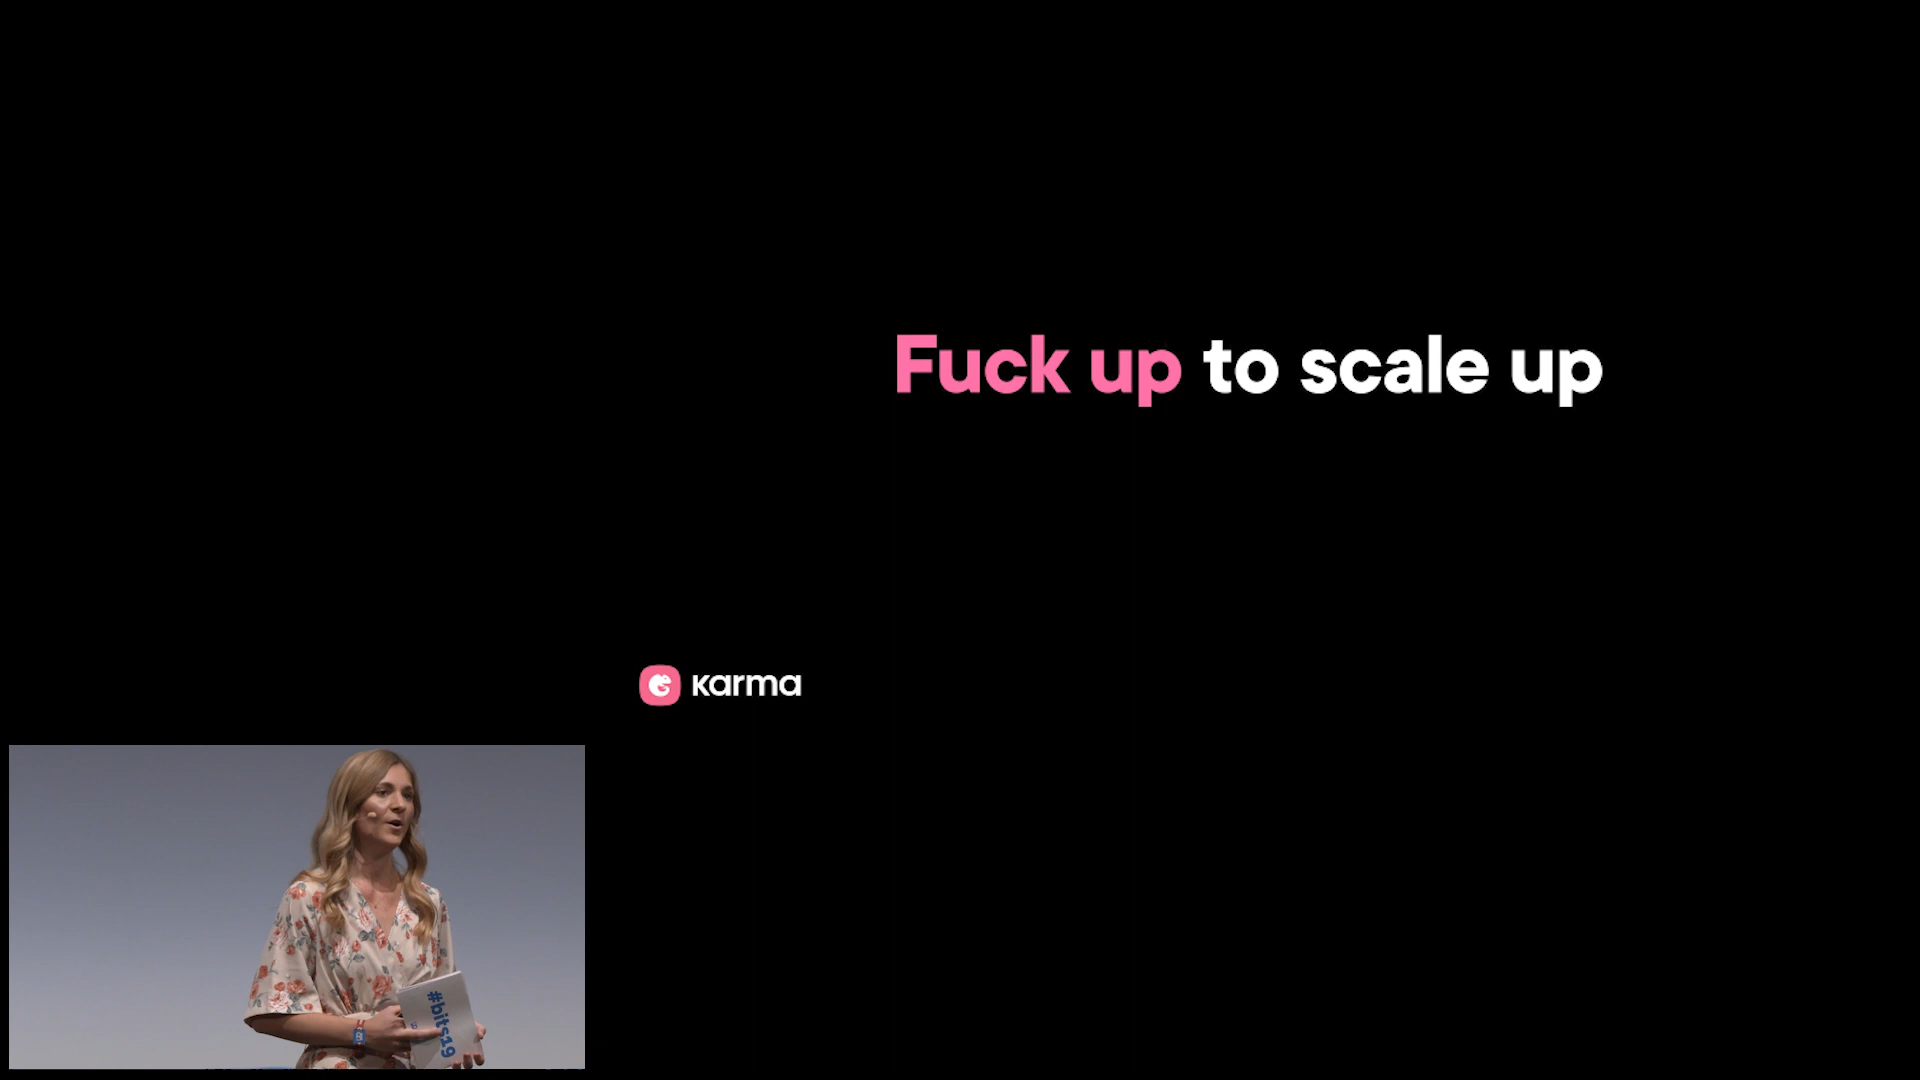 Fuck up to scale up
karma
#bits19